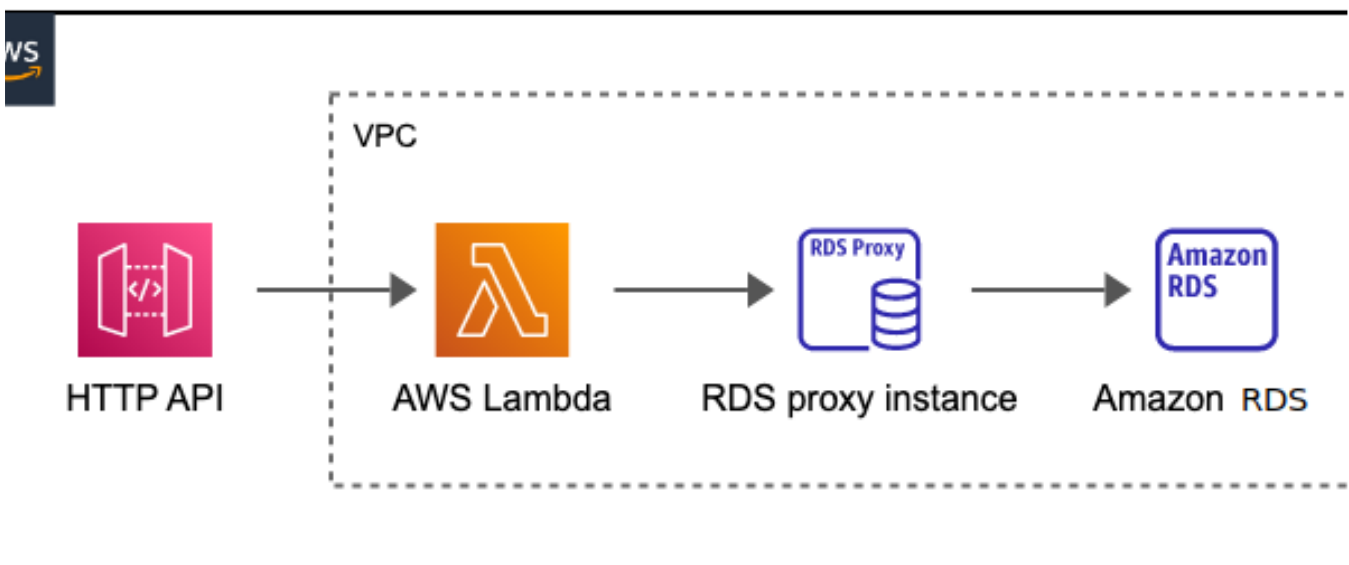 WS
VPC
RDS Proxy
Amazon
RDS
</>
HTTP API
AWS Lambda
RDS proxy instance
Amazon RDS